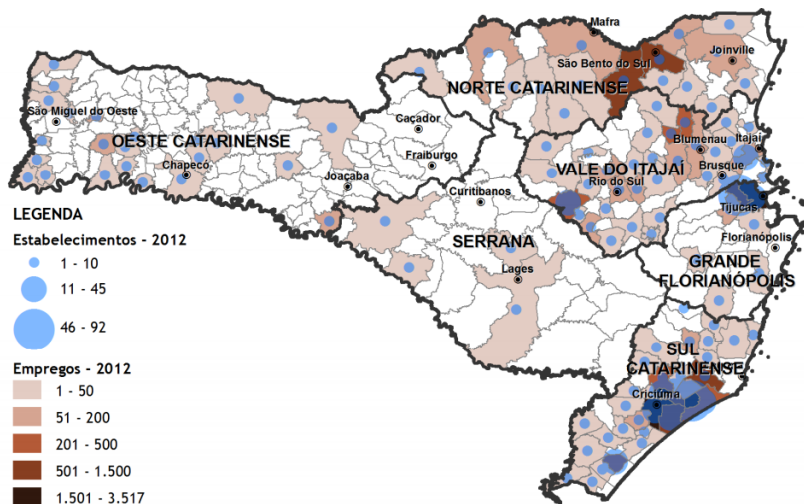 Mafra
Joinville
São Bento do Sul
NORTE CATARINENSE
São Miguel do Oeste
OESTE CATARINENSE
Caçador
Blumenau
Itajaí
Chapecó
Fraiburgo
VALE DO ITAJAÍ
Brusque
Joaçaba
Rio do Sul
Curitibanos
Tijucas
LEGENDA
Florianópolis
Estabelecimentos - 2012
SERRANA
1 - 10
Lages
GRANDE
FLORIANÓPOLIS
11 - 45
46 - 92
SUL
CATARINENSE
Empregos - 2012
1 - 50
Criciúma
51 - 200
201 - 500
501 - 1.500
1.501 - 3.517